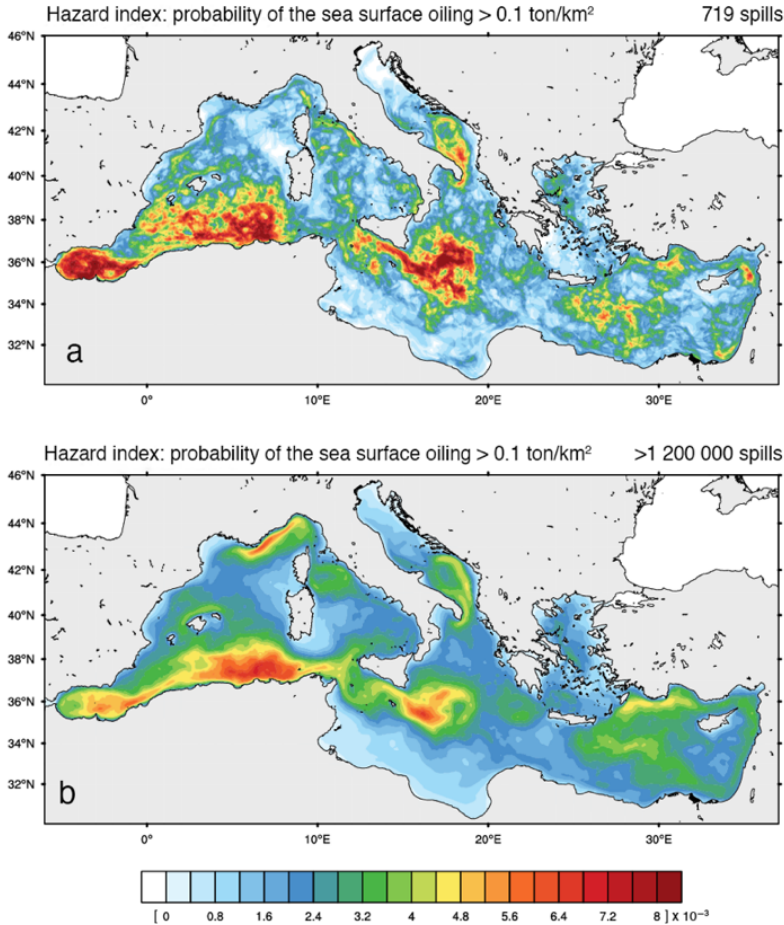 Hazard index: probability of the sea surface oiling > 0.1 ton/km² 719 spills
46°N
44°N
42°N
40°N
38°N
36°N
34°N
32°N
a
0° 10°E 20°E 30°E
Hazard index: probability of the sea surface oiling > 0.1 ton/km² >1 200 000 spills
46°N
44°N
42°N
40°N
38°N
36°N
34°N
32°N
b
0° 10°E 20°E 30°E
[ 0 0.8 1.6 2.4 3.2 4 4.8 5.6 6.4 7.2 8 ] x 10⁻³